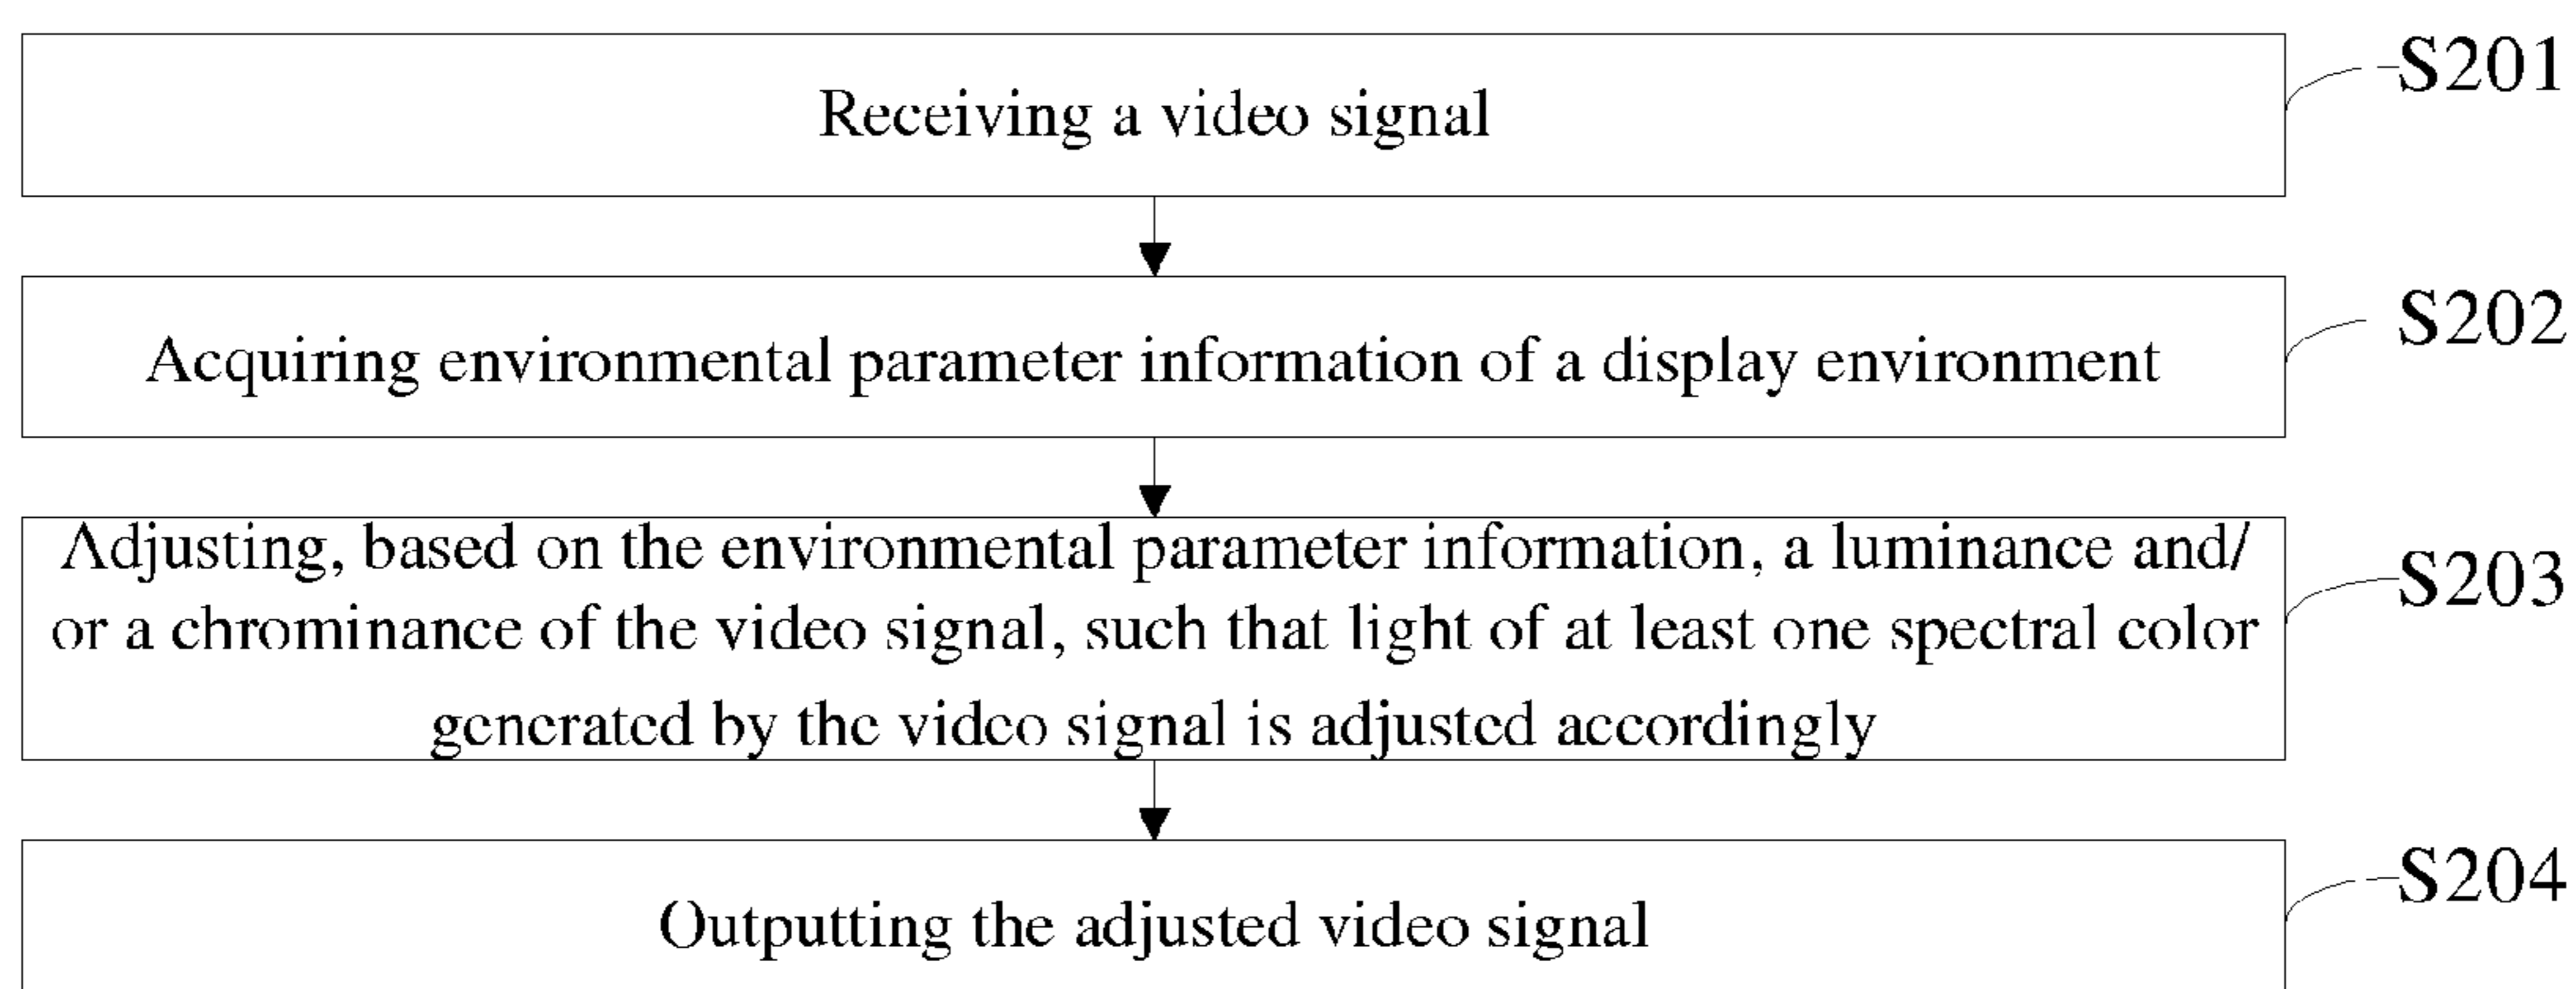 Receiving a video signal
S201
Acquiring environmental parameter information of a display environment
S202
Adjusting, based on the environmental parameter information, a luminance and/
or a chrominance of the video signal, such that light of at least one spectral color
generated by the video signal is adjusted accordingly
S203
Outputting the adjusted video signal
S204